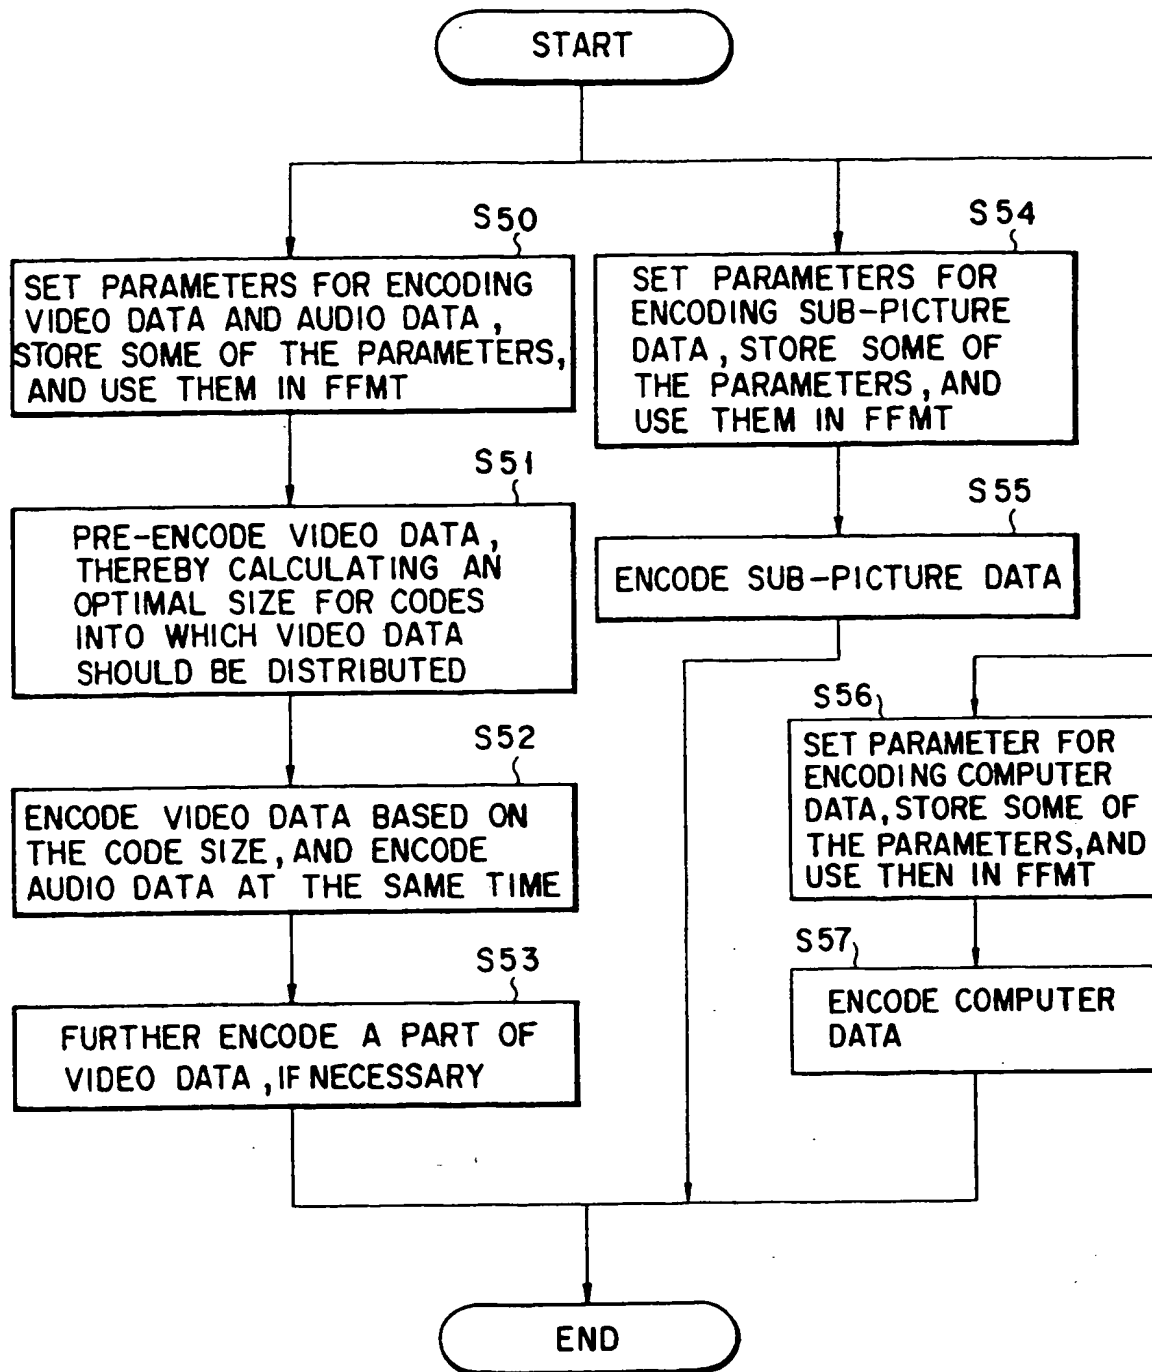 START
S50
SET PARAMETERS FOR ENCODING
VIDEO DATA AND AUDIO DATA,
STORE SOME OF THE PARAMETERS,
AND USE THEM IN FFMT
S51
PRE-ENCODE VIDEO DATA,
THEREBY CALCULATING AN
OPTIMAL SIZE FOR CODES
INTO WHICH VIDEO DATA
SHOULD BE DISTRIBUTED
S52
ENCODE VIDEO DATA BASED ON
THE CODE SIZE, AND ENCODE
AUDIO DATA AT THE SAME TIME
S53
FURTHER ENCODE A PART OF
VIDEO DATA, IF NECESSARY
S54
SET PARAMETERS FOR
ENCODING SUB-PICTURE
DATA, STORE SOME OF
THE PARAMETERS, AND
USE THEM IN FFMT
S55
ENCODE SUB-PICTURE DATA
S56
SET PARAMETER FOR
ENCODING COMPUTER
DATA, STORE SOME OF
THE PARAMETERS, AND
USE THEN IN FFMT
S57
ENCODE COMPUTER
DATA
END